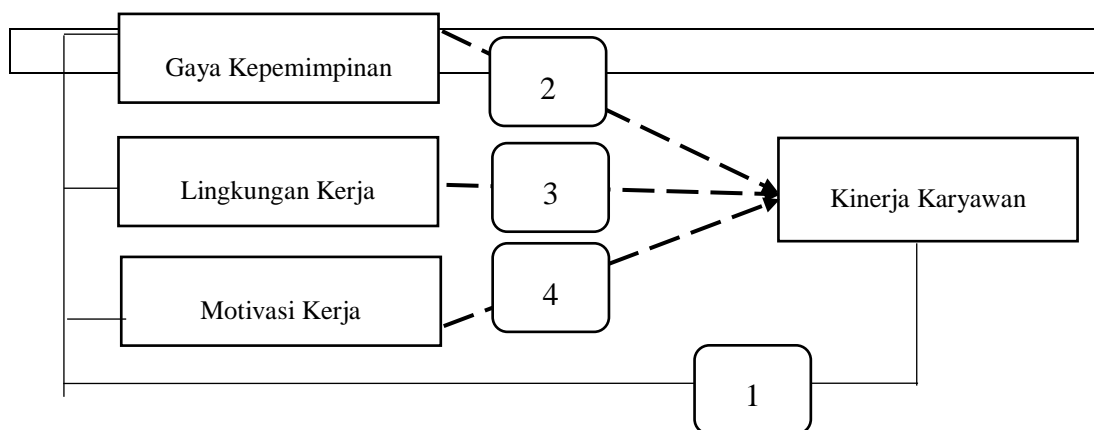 Gaya Kepemimpinan
2
Lingkungan Kerja
3
Kinerja Karyawan
Motivasi Kerja
4
1